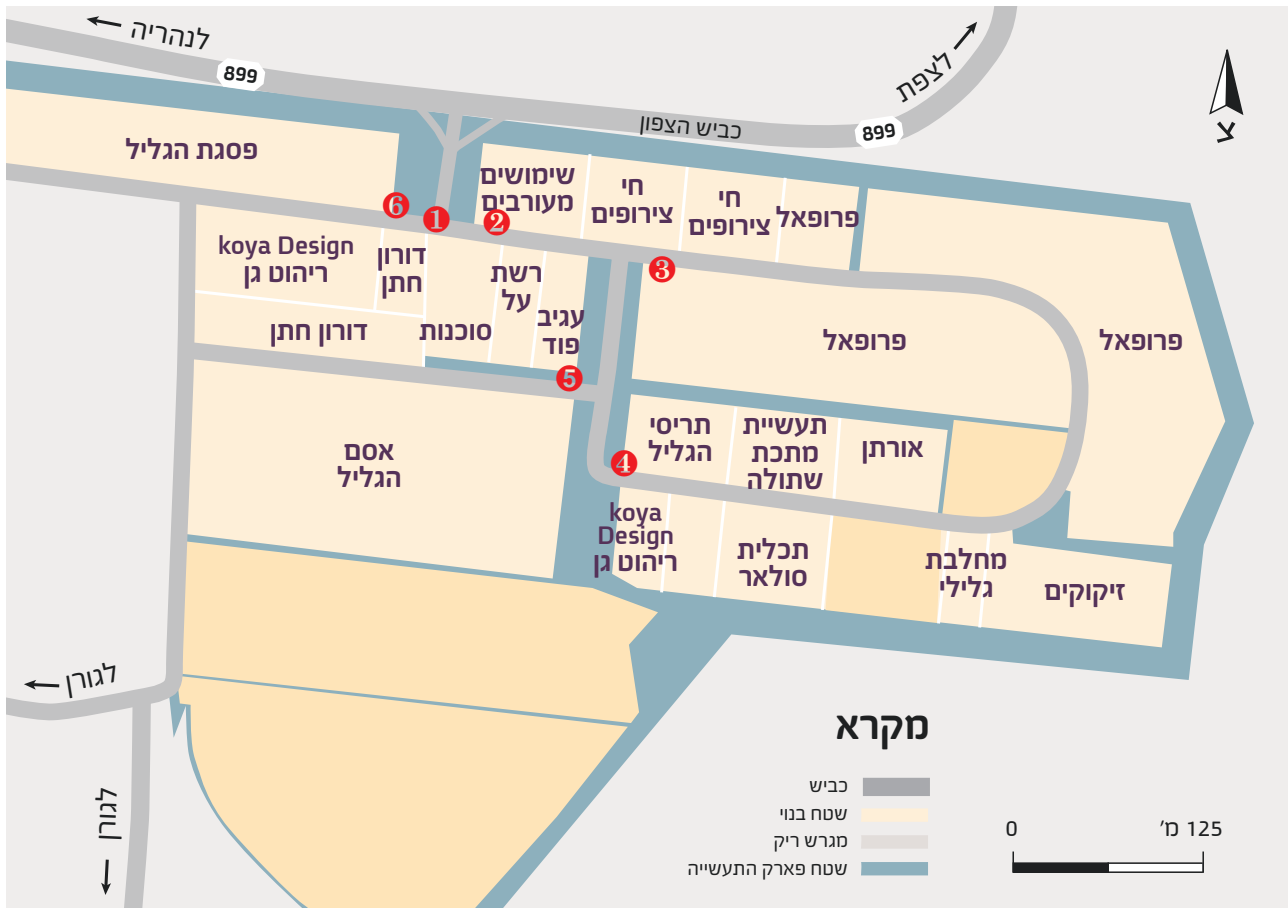 לנהריה
899
לצפת
כביש הצפון
899
צ
פסגת הגליל
שימושים
מעורבים
חי
צירופים
חי
צירופים
פרופאל
6
1
2
3
koya Design
ריהוט גן
דורון
חתן
רשת
על
עגיב
פוד
סוכנות
דורון חתן
פרופאל
פרופאל
5
אסם
הגליל
תריסי
הגליל
תעשיית
מתכת
שתולה
אורתן
4
koya
Design
ריהוט גן
תכלית
סולאר
מחלבת
גלילי
זיקוקים
לגורן
לגורן
מקרא
כביש
שטח בנוי
מגרש ריק
שטח פארק התעשייה
0
125 מ'